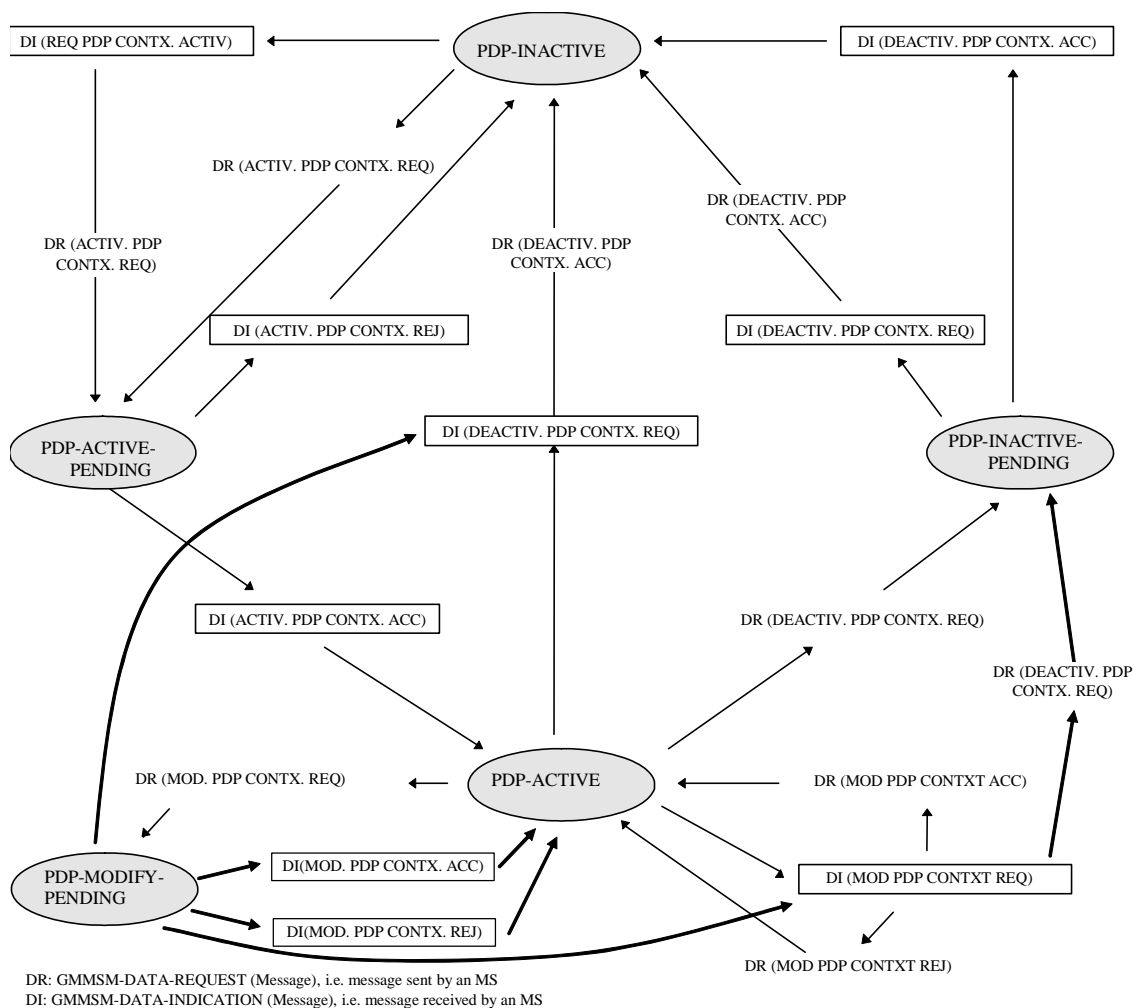 DI (REQ PDP CONTX. ACTIV)
PDP-INACTIVE
DI (DEACTIV. PDP CONTX. ACC)
DR (ACTIV. PDP CONTX. REQ)
DR (DEACTIV. PDP
CONTX. ACC)
DR (ACTIV. PDP
CONTX. REQ)
DR (DEACTIV. PDP
CONTX. ACC)
DI (ACTIV. PDP CONTX. REJ)
DI (DEACTIV. PDP CONTX. REQ)
PDP-ACTIVE-
PENDING
DI (DEACTIV. PDP CONTX. REQ)
PDP-INACTIVE-
PENDING
DI (ACTIV. PDP CONTX. ACC)
DR (DEACTIV. PDP CONTX. REQ)
DR (DEACTIV. PDP
CONTX. REQ)
DR (MOD. PDP CONTX. REQ)
PDP-ACTIVE
DR (MOD PDP CONTXT ACC)
PDP-MODIFY-
PENDING
DI(MOD. PDP CONTX. ACC)
DI (MOD PDP CONTXT REQ)
DI(MOD. PDP CONTX. REJ)
DR (MOD PDP CONTXT REJ)
DR: GMMSM-DATA-REQUEST (Message), i.e. message sent by an MS
DI: GMMSM-DATA-INDICATION (Message), i.e. message received by an MS